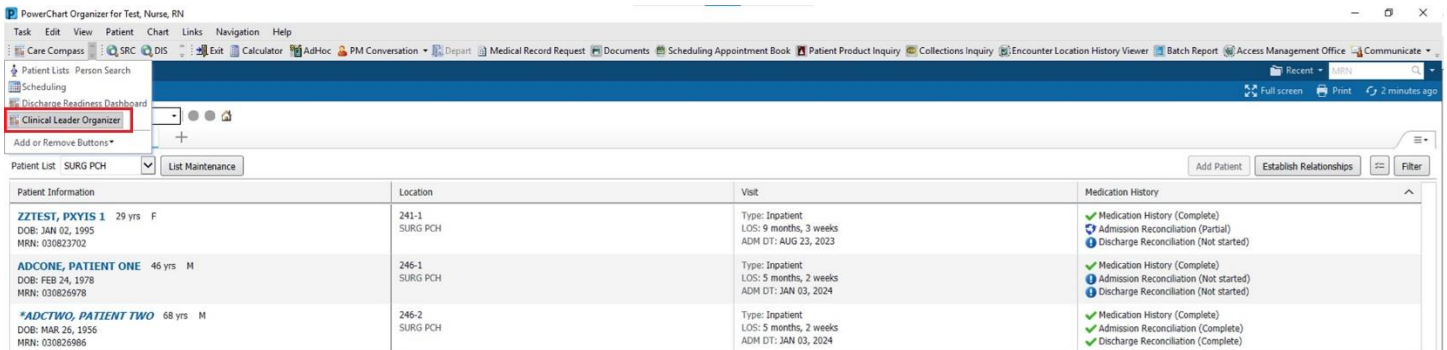 PowerChart Organizer for Test, Nurse, RN
Task Edit View Patient Chart Links Navigation Help
Care Compass SRC DIS Exit Calculator AdHoc PM Conversation Depart Medical Record Request Documents Scheduling Appointment Book Patient Product Inquiry Collections Inquiry Encounter Location History Viewer Batch Report Access Management Office Communicate
Patient Lists Person Search
Recent MRN
Scheduling
Full screen Print 2 minutes ago
Discharge Readiness Dashboard
Clinical Leader Organizer
Add or Remove Buttons
Patient List SURG PCH List Maintenance Add Patient Establish Relationships Filter
Patient Information Location Visit Medication History
ZZTEST, PXYIS 1 29 yrs F 241-1 Type: Inpatient Medication History (Complete)
DOB: JAN 02, 1995 SURG PCH LOS: 9 months, 3 weeks Admission Reconciliation (Partial)
MRN: 030823702 ADM DT: AUG 23, 2023 Discharge Reconciliation (Not started)
ADCONE, PATIENT ONE 46 yrs M 246-1 Type: Inpatient Medication History (Complete)
DOB: FEB 24, 1978 SURG PCH LOS: 5 months, 2 weeks Admission Reconciliation (Not started)
MRN: 030826978 ADM DT: JAN 03, 2024 Discharge Reconciliation (Not started)
*ADCTWO, PATIENT TWO 68 yrs M 246-2 Type: Inpatient Medication History (Complete)
DOB: MAR 26, 1956 SURG PCH LOS: 5 months, 2 weeks Admission Reconciliation (Complete)
MRN: 030826986 ADM DT: JAN 03, 2024 Discharge Reconciliation (Complete)